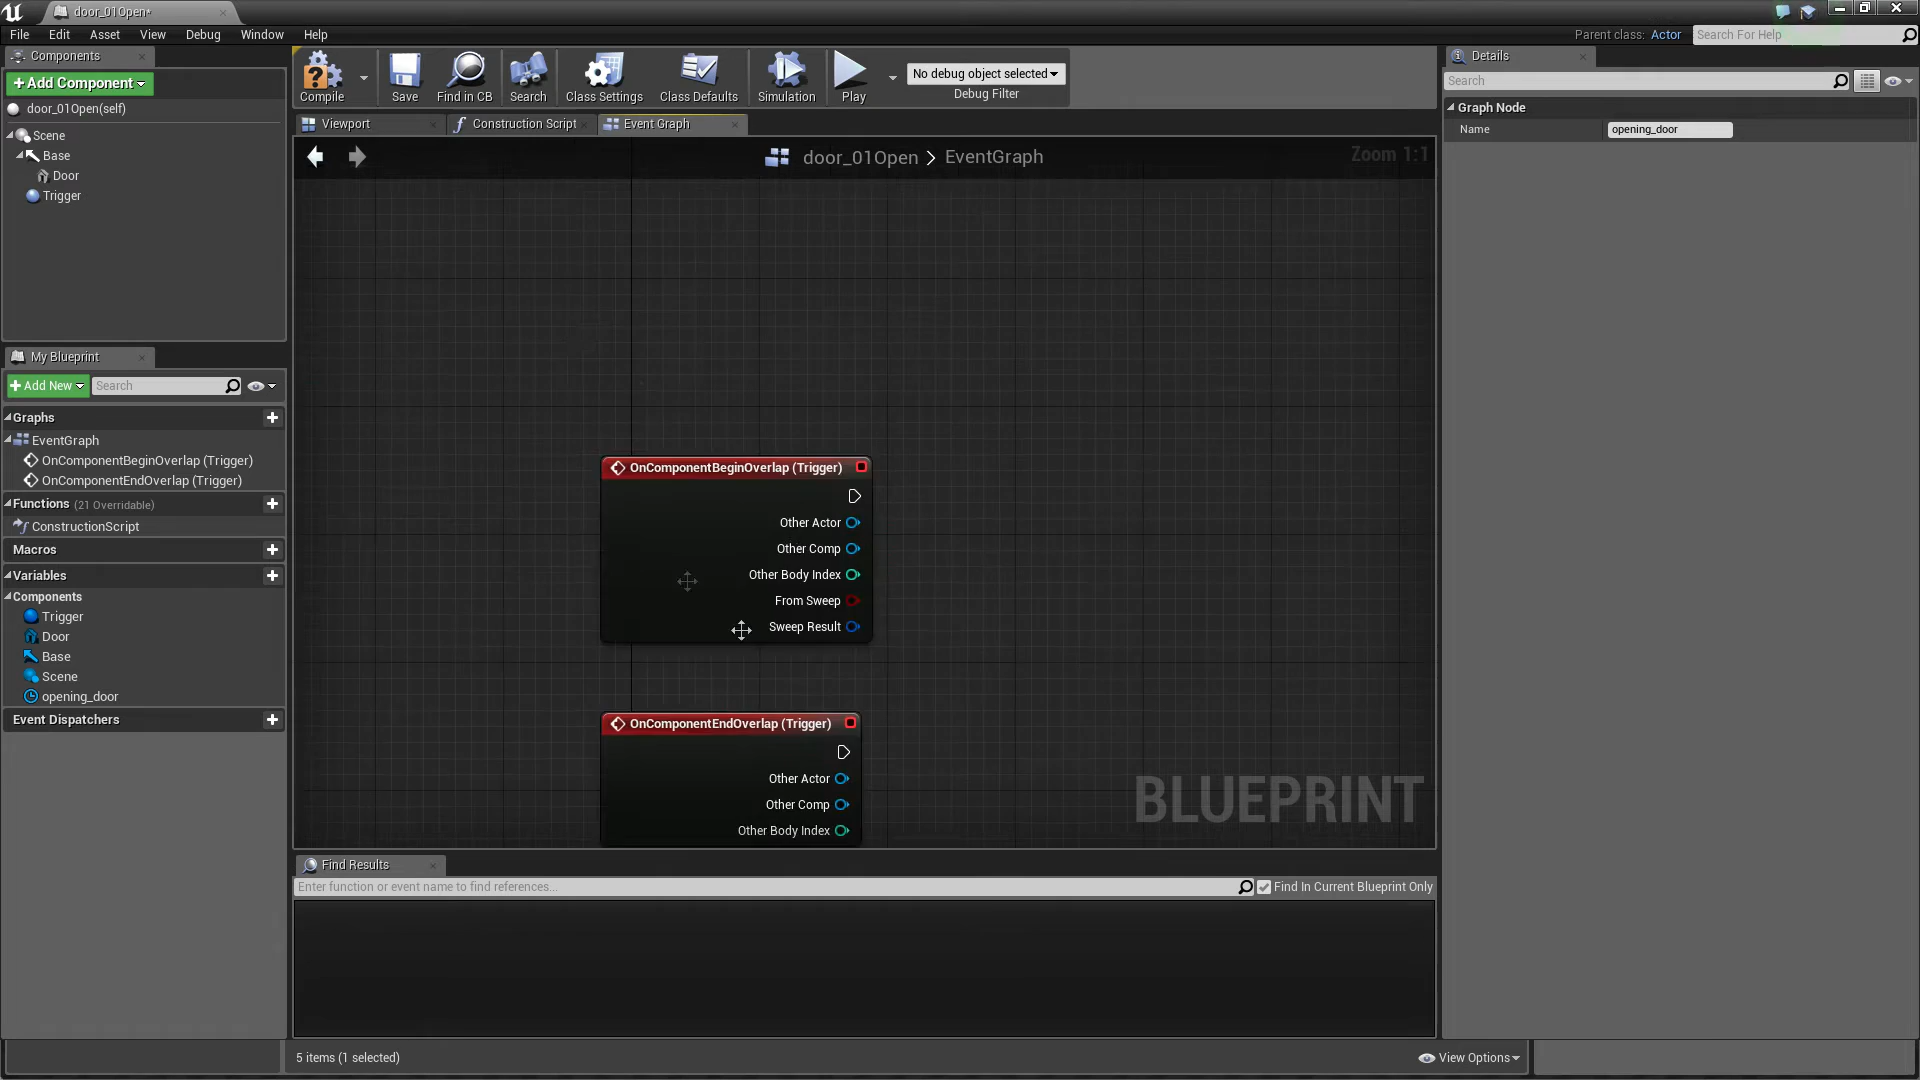 door_01Open*
File Edit Asset View Debug Window Help
Parent class: Actor
Search For Help
Components
+Add Component
door_01Open(self)
Scene
Base
Door
Trigger
Compile
Save
Find in CB
Search
Class Settings
Class Defaults
Simulation
Play
No debug object selected
Debug Filter
Viewport
Construction Script
Event Graph
door_01Open > EventGraph
Zoom 1:1
OnComponentBeginOverlap (Trigger)
Other Actor
Other Comp
Other Body Index
From Sweep
Sweep Result
OnComponentEndOverlap (Trigger)
Other Actor
Other Comp
Other Body Index
BLUEPRINT
My Blueprint
+Add New
Search
Graphs
EventGraph
OnComponentBeginOverlap (Trigger)
OnComponentEndOverlap (Trigger)
Functions (21 Overridable)
ConstructionScript
Macros
Variables
Components
Trigger
Door
Base
Scene
opening_door
Event Dispatchers
Find Results
Enter function or event name to find references...
Find In Current Blueprint Only
5 items (1 selected)
View Options
Details
Search
Graph Node
Name
opening_door